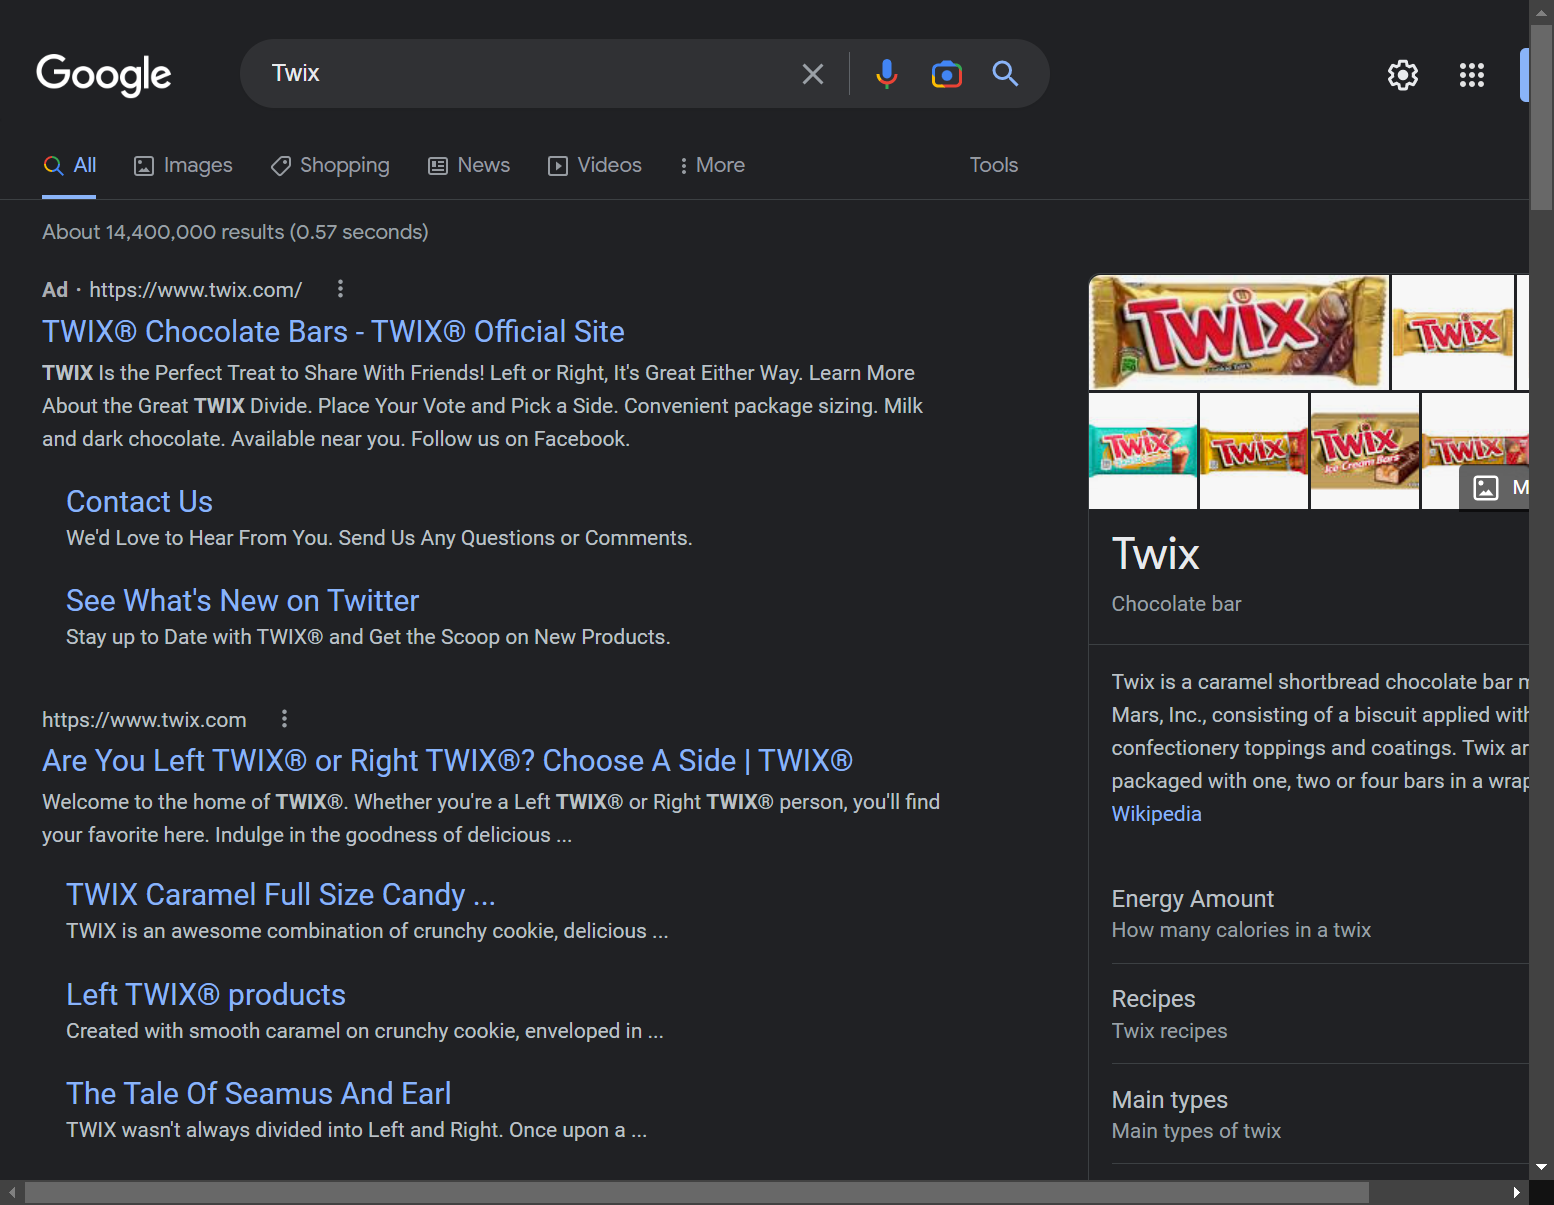 Google
Twix
All
Images
Shopping
News
Videos
More
Tools
About 14,400,000 results (0.57 seconds)
Ad · https://www.twix.com/
TWIX® Chocolate Bars - TWIX® Official Site
TWIX Is the Perfect Treat to Share With Friends! Left or Right, It's Great Either Way. Learn More
About the Great TWIX Divide. Place Your Vote and Pick a Side. Convenient package sizing. Milk
and dark chocolate. Available near you. Follow us on Facebook.
Contact Us
We'd Love to Hear From You. Send Us Any Questions or Comments.
See What's New on Twitter
Stay up to Date with TWIX® and Get the Scoop on New Products.
https://www.twix.com
Are You Left TWIX® or Right TWIX®? Choose A Side | TWIX®
Welcome to the home of TWIX®. Whether you're a Left TWIX® or Right TWIX® person, you'll find
your favorite here. Indulge in the goodness of delicious ...
TWIX Caramel Full Size Candy ...
TWIX is an awesome combination of crunchy cookie, delicious ...
Left TWIX® products
Created with smooth caramel on crunchy cookie, enveloped in ...
The Tale Of Seamus And Earl
TWIX wasn't always divided into Left and Right. Once upon a ...
TWIX
TWIX
TWIX
TWIX
TWIX
Ice Cream Bars
TWIX
M
Twix
Chocolate bar
Twix is a caramel shortbread chocolate bar
Mars, Inc., consisting of a biscuit applied with
confectionery toppings and coatings. Twix
packaged with one, two or four bars in a
Wikipedia
Energy Amount
How many calories in a twix
Recipes
Twix recipes
Main types
Main types of twix